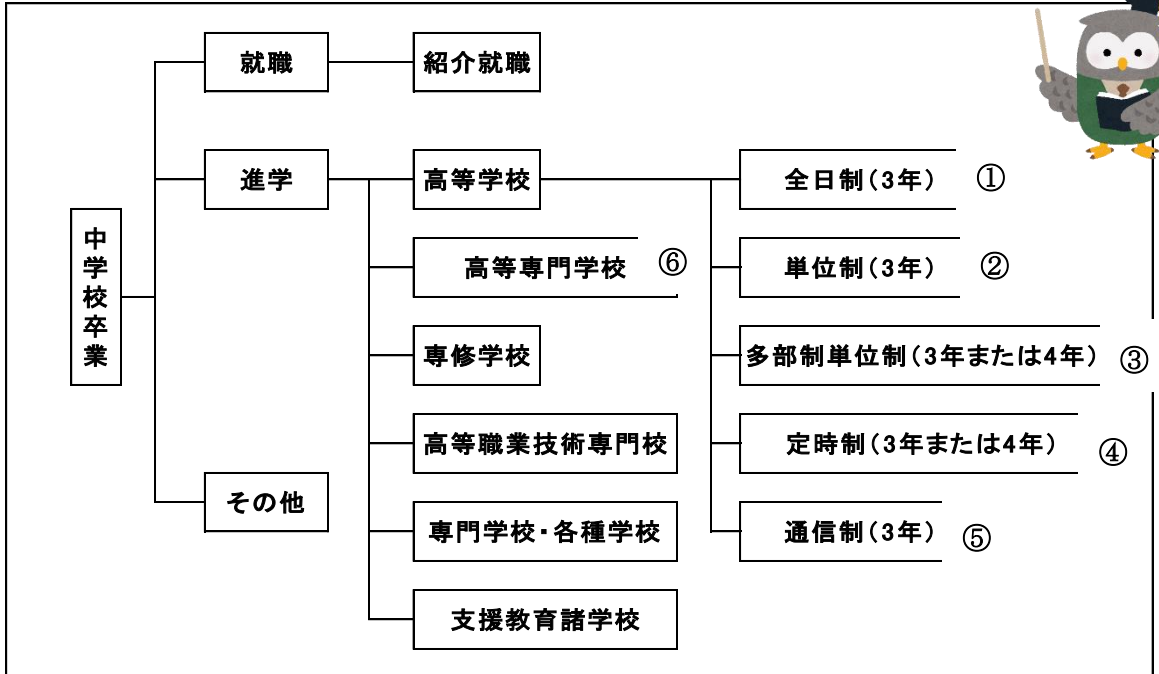 就職
紹介就職
進学
高等学校
全日制(3年)
①
中学校卒業
高等専門学校
⑥
単位制(3年)
②
専修学校
多部制単位制(3年または4年)
③
高等職業技術専門校
定時制(3年または4年)
④
その他
専門学校・各種学校
通信制(3年)
⑤
支援教育諸学校